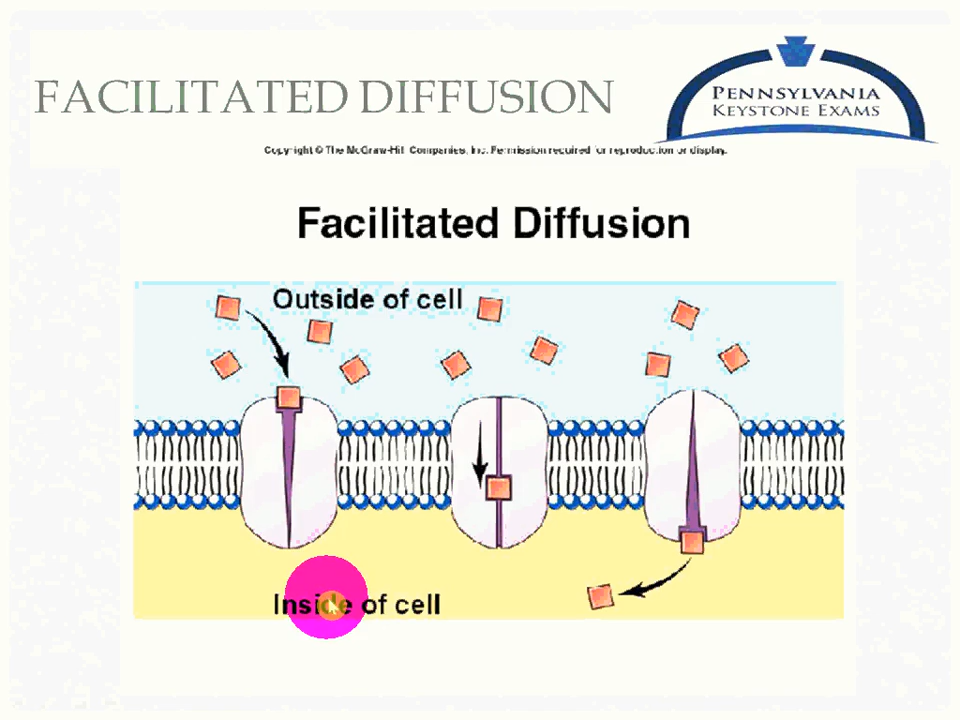 FACILITATED DIFFUSION
PENNSYLVANIA
KEYSTONE EXAMS
Copyright © The McGraw-Hill Companies, Inc. Permission required for reproduction or display.
Facilitated Diffusion
Outside of cell
Inside of cell